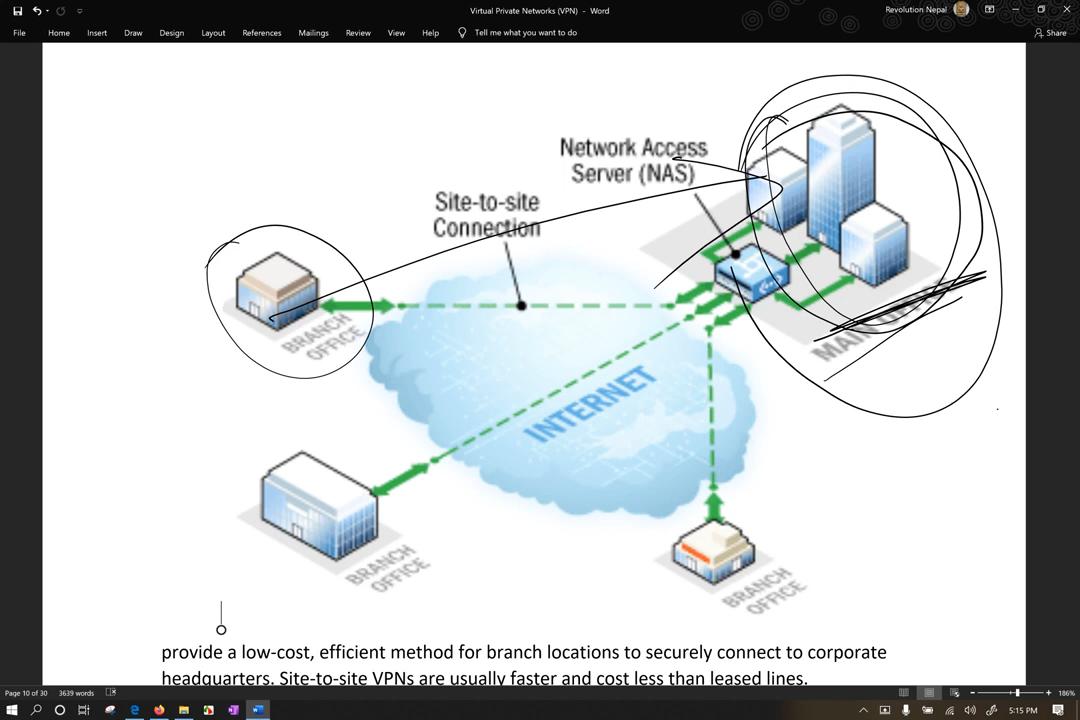 Virtual Private Networks (VPN) - Word
Revolution Nepal
File Home Insert Draw Design Layout References Mailings Review View Help Tell me what you want to do Share
Network Access
Server (NAS)
Site-to-site
Connection
BRANCH
OFFICE
MAIN
INTERNET
BRANCH
OFFICE
BRANCH
OFFICE
provide a low-cost, efficient method for branch locations to securely connect to corporate
headquarters. Site-to-site VPNs are usually faster and cost less than leased lines.
Page 10 of 30 3639 words 186%
5:15 PM